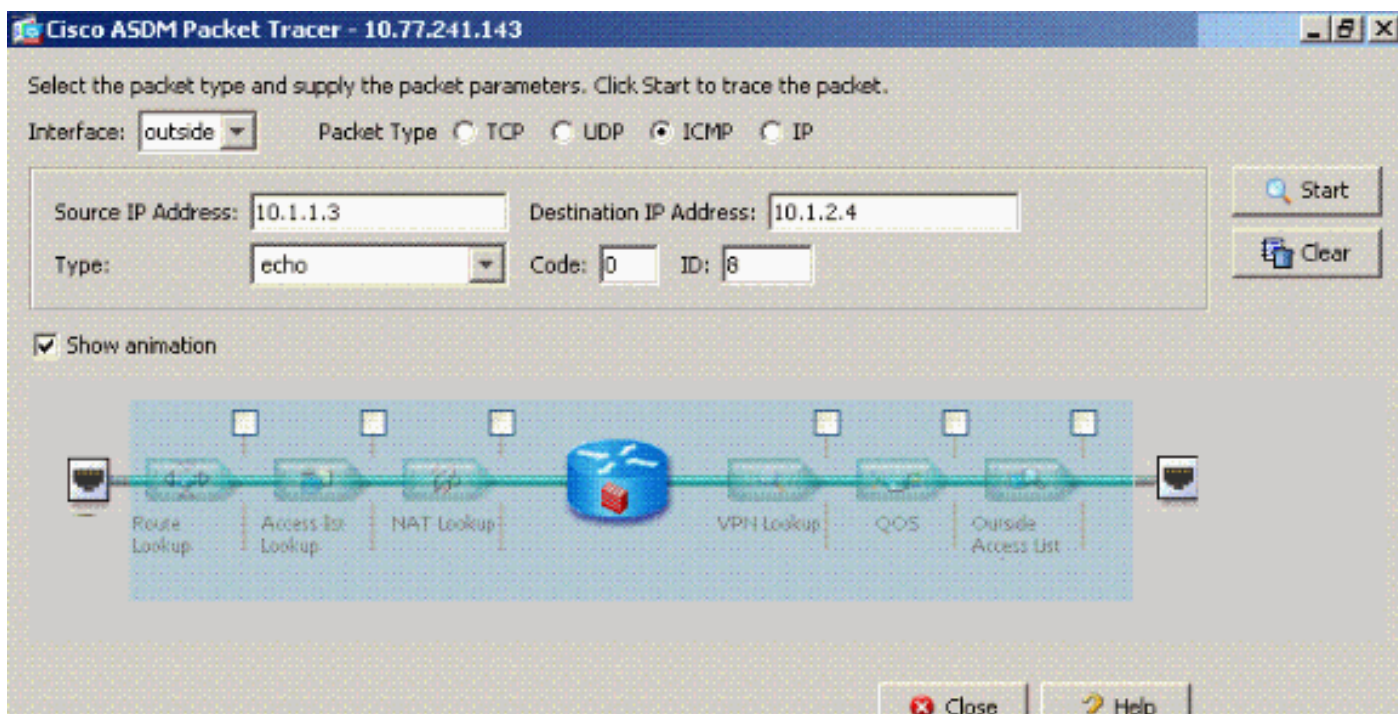 Cisco ASDM Packet Tracer - 10.77.241.143
Select the packet type and supply the packet parameters. Click Start to trace the packet.
Interface: outside Packet Type TCP UDP ICMP IP
Source IP Address: 10.1.1.3 Destination IP Address: 10.1.2.4 Start
Type: echo Code: 0 ID: 8 Clear
Show animation
Route Lookup
Access list Lookup
NAT Lookup
VPN Lookup
QOS
Outside Access List
Close Help